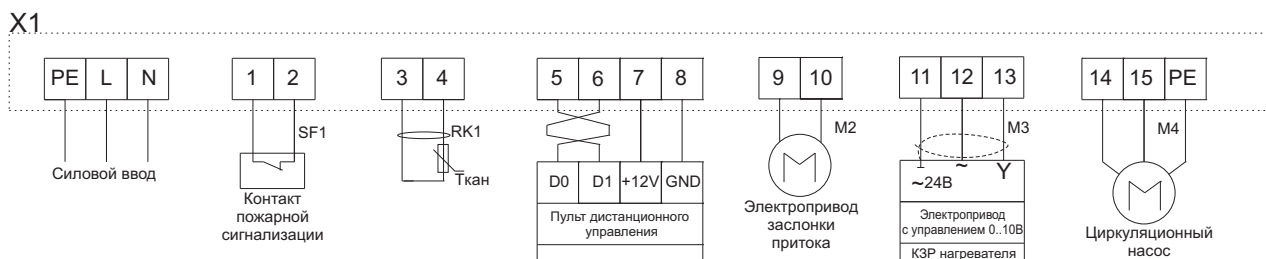 X1
PE L N 1 2 3 4 5 6 7 8 9 10 11 12 13 14 15 PE
SF1 RK1 M2 M3 M4
Силовой ввод
Контакт
пожарной
сигнализации
Tкан
D0 D1 +12V GND
Пульт дистанционного
управления
M
Электропривод
заслонки
притока
~24В ~ Y
Электропривод
с управлением 0..10В
КЗР нагревателя
M
Циркуляционный
насос